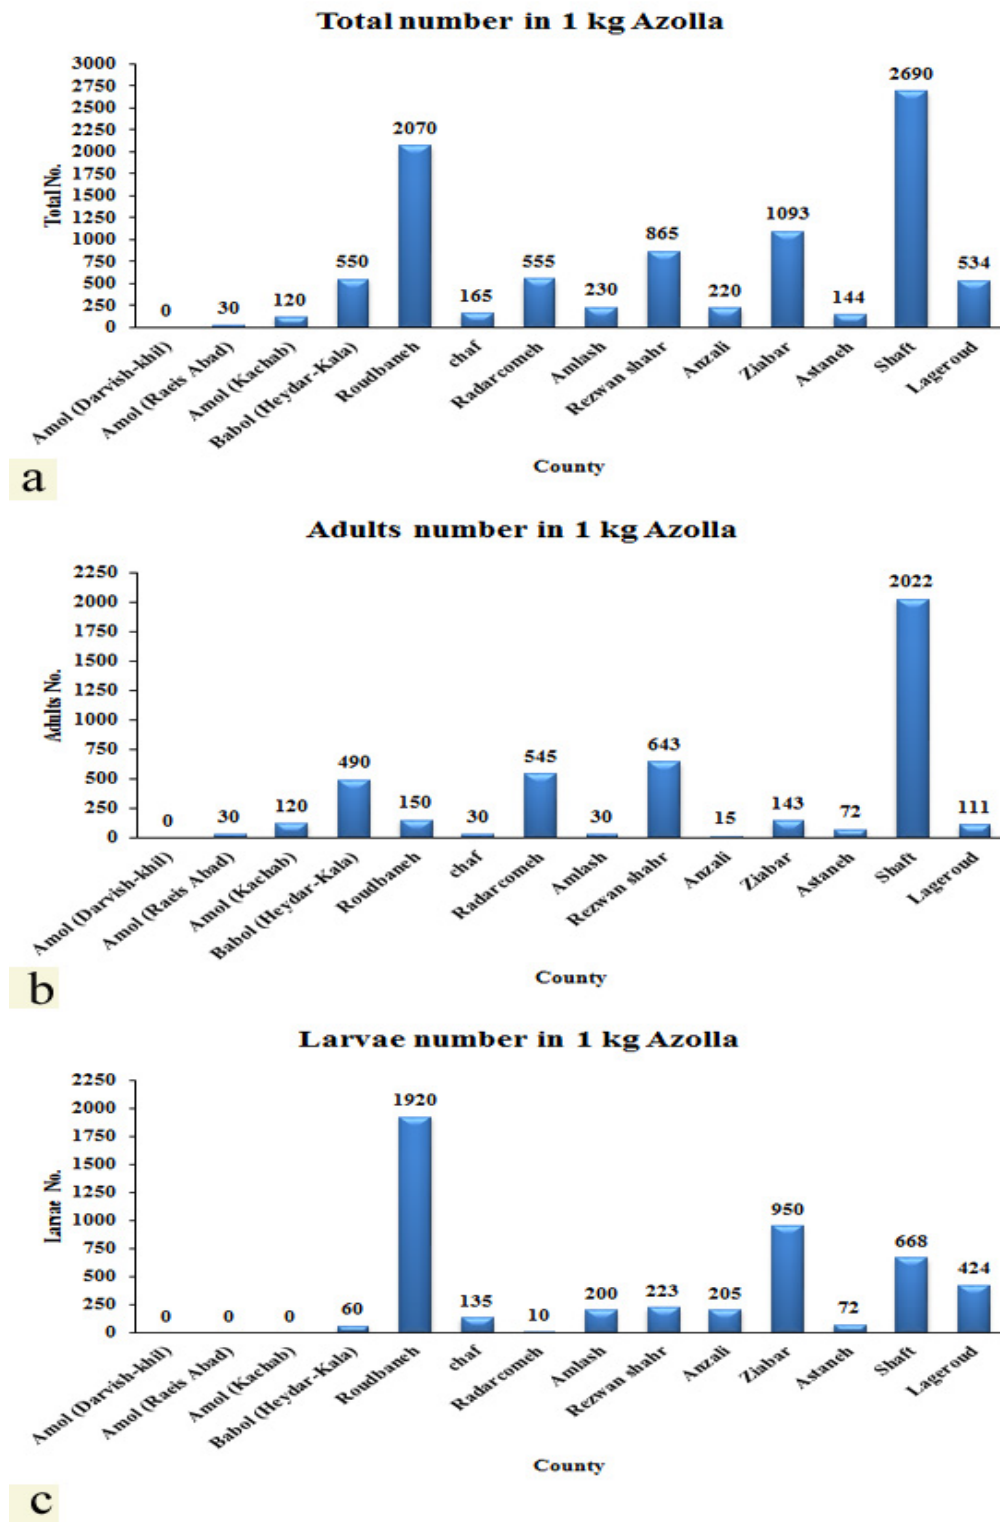 Total number in 1 kg Azolla
3000
2750
2500
2250
2000
1750
1500
1250
1000
750
500
250
0
Total No.
0 30 120 550 2070 165 555 230 865 220 1093 144 2690 534
Amol (Darvish-khil)
Amol (Raeis Abad)
Amol (Kachab)
Babol (Heydar-Kala)
Roudbaneh
chaf
Radarcomeh
Amlash
Rezwan shahr
Anzali
Ziabar
Astaneh
Shaft
Lageroud
County
a
Adults number in 1 kg Azolla
2250
2000
1750
1500
1250
1000
750
500
250
0
Adults No.
0 30 120 490 150 30 545 30 643 15 143 72 2022 111
Amol (Darvish-khil)
Amol (Raeis Abad)
Amol (Kachab)
Babol (Heydar-Kala)
Roudbaneh
chaf
Radarcomeh
Amlash
Rezwan shahr
Anzali
Ziabar
Astaneh
Shaft
Lageroud
County
b
Larvae number in 1 kg Azolla
2250
2000
1750
1500
1250
1000
750
500
250
0
Larvae No.
0 0 0 60 1920 135 10 200 223 205 950 72 668 424
Amol (Darvish-khil)
Amol (Raeis Abad)
Amol (Kachab)
Babol (Heydar-Kala)
Roudbaneh
chaf
Radarcomeh
Amlash
Rezwan shahr
Anzali
Ziabar
Astaneh
Shaft
Lageroud
County
c